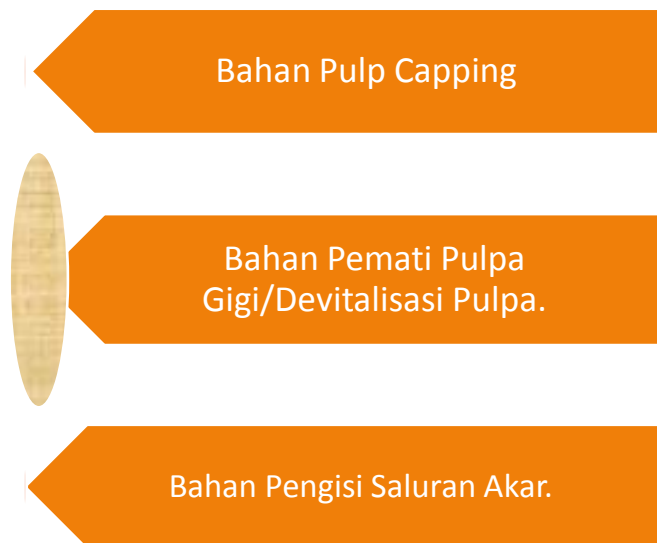 Bahan Pulp Capping
Bahan Pemati Pulpa
Gigi/Devitalisasi Pulpa.
Bahan Pengisi Saluran Akar.